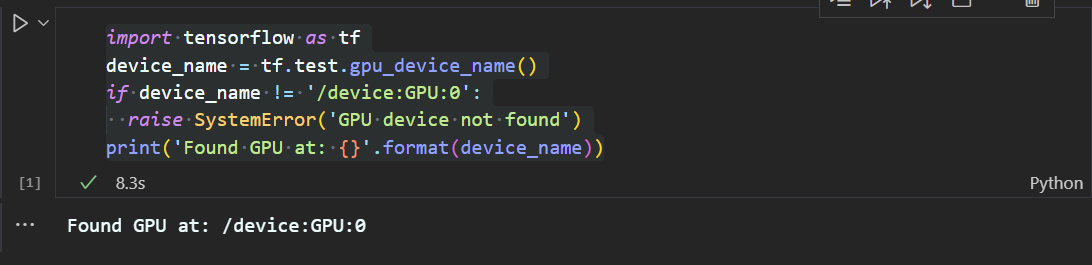 import tensorflow as tf
device_name = tf.test.gpu_device_name()
if device_name != '/device:GPU:0':
  raise SystemError('GPU device not found')
print('Found GPU at: {}'.format(device_name))
[1]
8.3s
Python
Found GPU at: /device:GPU:0